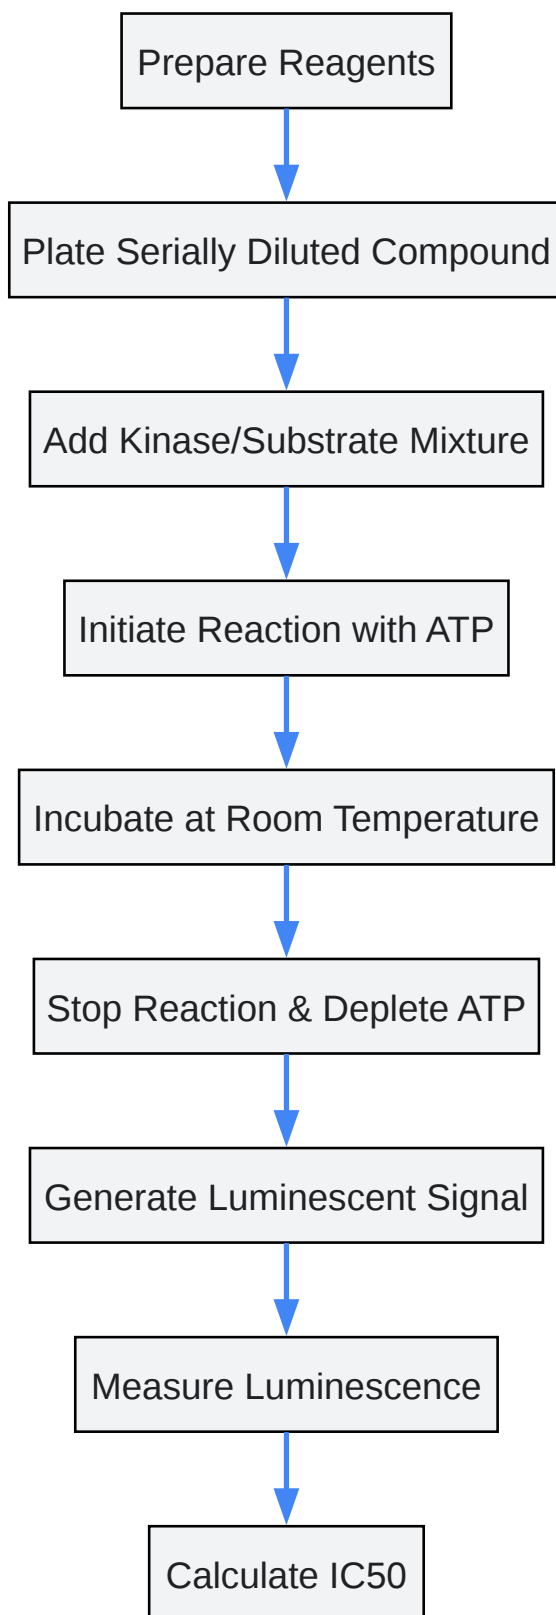 Prepare Reagents
Plate Serially Diluted Compound
Add Kinase/Substrate Mixture
Initiate Reaction with ATP
Incubate at Room Temperature
Stop Reaction & Deplete ATP
Generate Luminescent Signal
Measure Luminescence
Calculate IC50